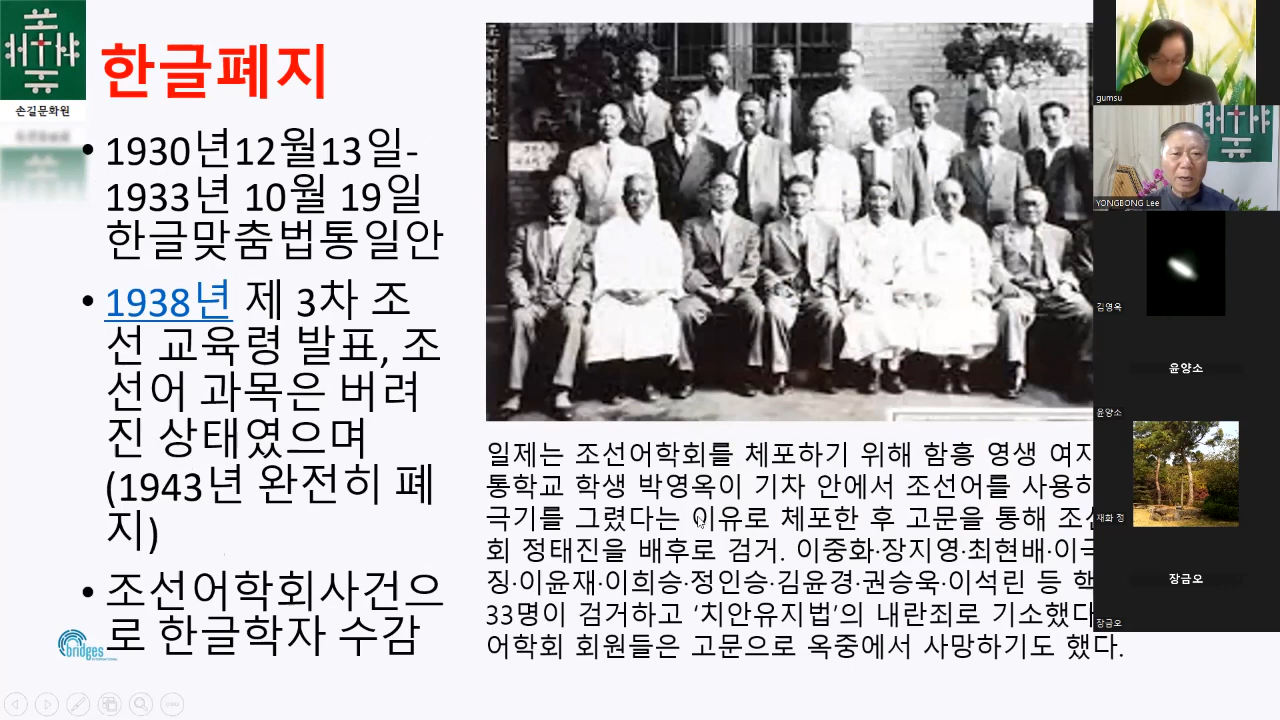 손길문화원
한글폐지
• 1930년12월13일-
1933년 10월 19일
한글맞춤법통일안
• 1938년 제 3차 조
선 교육령 발표, 조
선어 과목은 버려
진 상태였으며
(1943년 완전히 폐
지)
• 조선어학회사건으
로 한글학자 수감
bridges
일제는 조선어학회를 체포하기 위해 함흥 영생 여자
통학교 학생 박영옥이 기차 안에서 조선어를 사용하
극기를 그렸다는 이유로 체포한 후 고문을 통해 조선
회 정태진을 배후로 검거. 이중화·장지영·최현배·이극
징·이윤재·이희승·정인승·김윤경·권승욱·이석린 등 핵
33명이 검거하고 ‘치안유지법’의 내란죄로 기소했다
어학회 회원들은 고문으로 옥중에서 사망하기도 했다.
gumsu
YONGBONG Lee
김영옥
윤양소
윤양소
재화 정
장금오
장금오